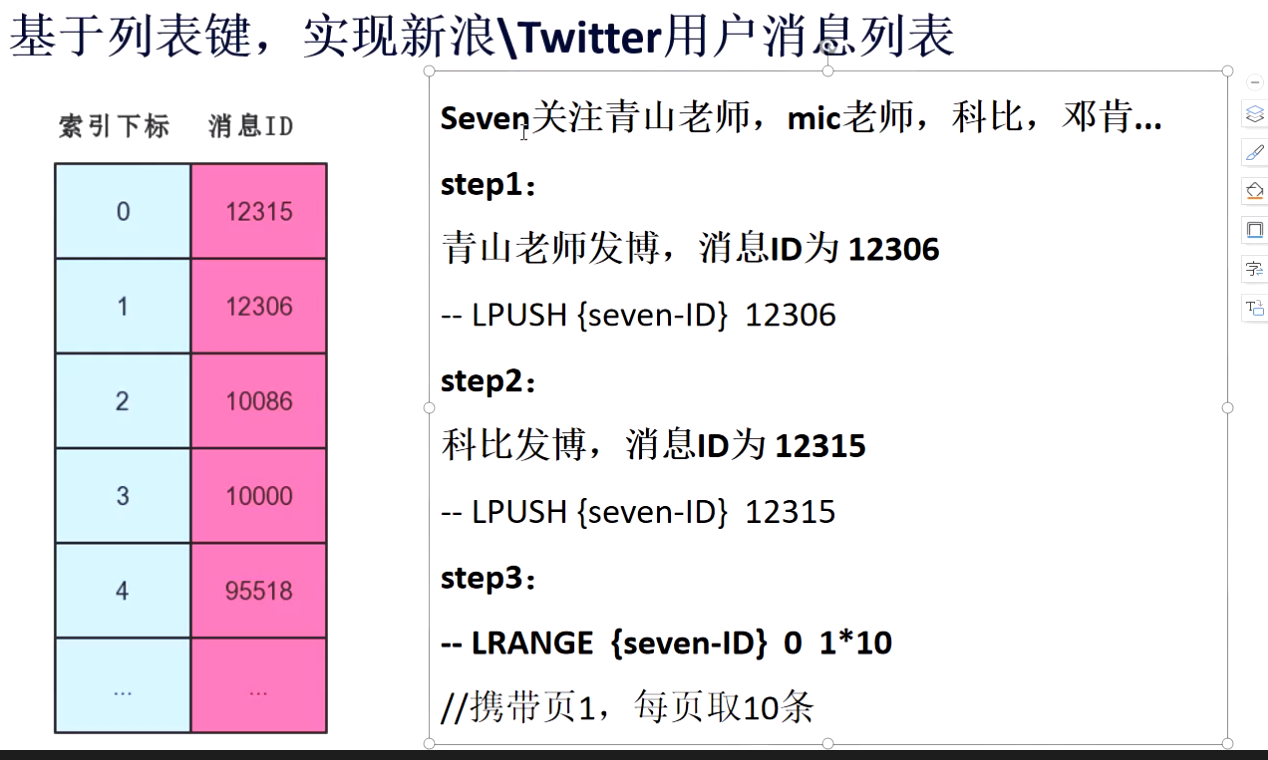 基于列表键，实现新浪\Twitter用户消息列表
索引下标 消息ID
0 12315
1 12306
2 10086
3 10000
4 95518
... ...
Seven关注青山老师，mic老师，科比，邓肯...
step1：
青山老师发博，消息ID为 12306
-- LPUSH {seven-ID} 12306
step2：
科比发博，消息ID为 12315
-- LPUSH {seven-ID} 12315
step3：
-- LRANGE {seven-ID} 0 1*10
//携带页1，每页取10条